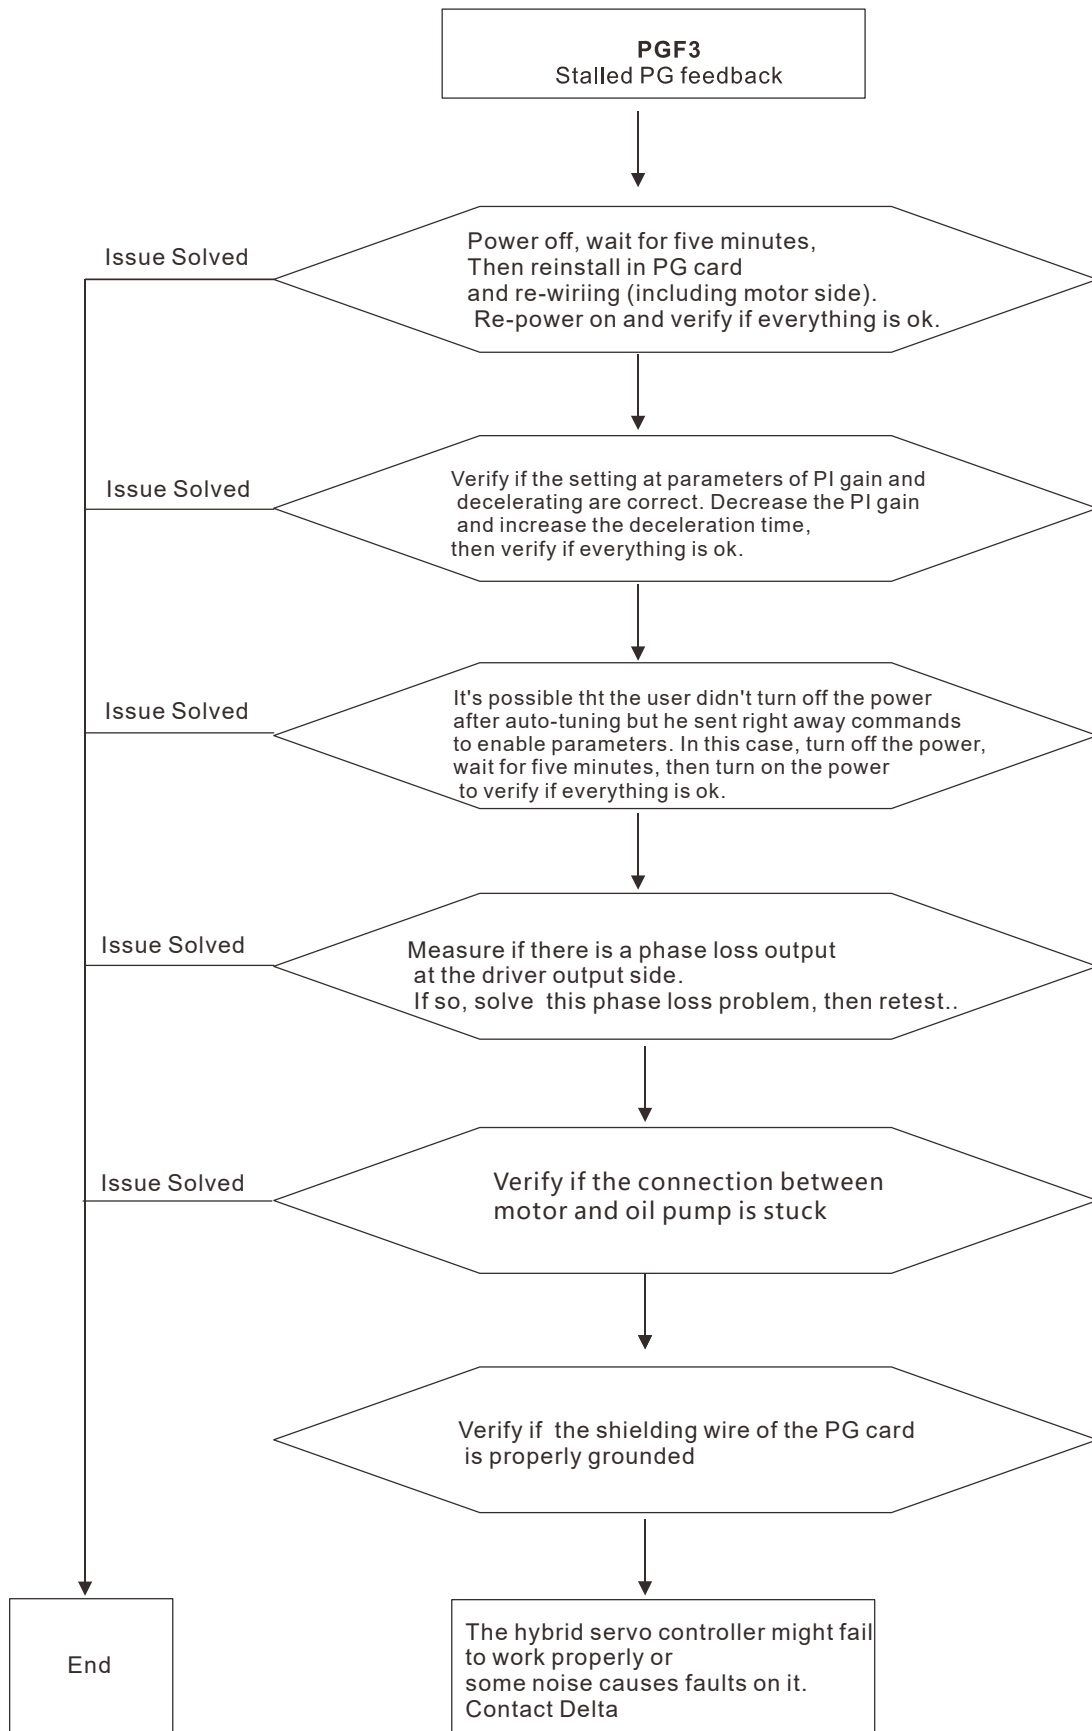 PGF3
Stalled PG feedback
Issue Solved
Power off, wait for five minutes,
Then reinstall in PG card
and re-wiriing (including motor side).
Re-power on and verify if everything is ok.
Issue Solved
Verify if the setting at parameters of PI gain and
decelerating are correct. Decrease the PI gain
and increase the deceleration time,
then verify if everything is ok.
Issue Solved
It's possible tht the user didn't turn off the power
after auto-tuning but he sent right away commands
to enable parameters. In this case, turn off the power,
wait for five minutes, then turn on the power
to verify if everything is ok.
Issue Solved
Measure if there is a phase loss output
at the driver output side.
If so, solve this phase loss problem, then retest..
Issue Solved
Verify if the connection between
motor and oil pump is stuck
Verify if the shielding wire of the PG card
is properly grounded
End
The hybrid servo controller might fail
to work properly or
some noise causes faults on it.
Contact Delta